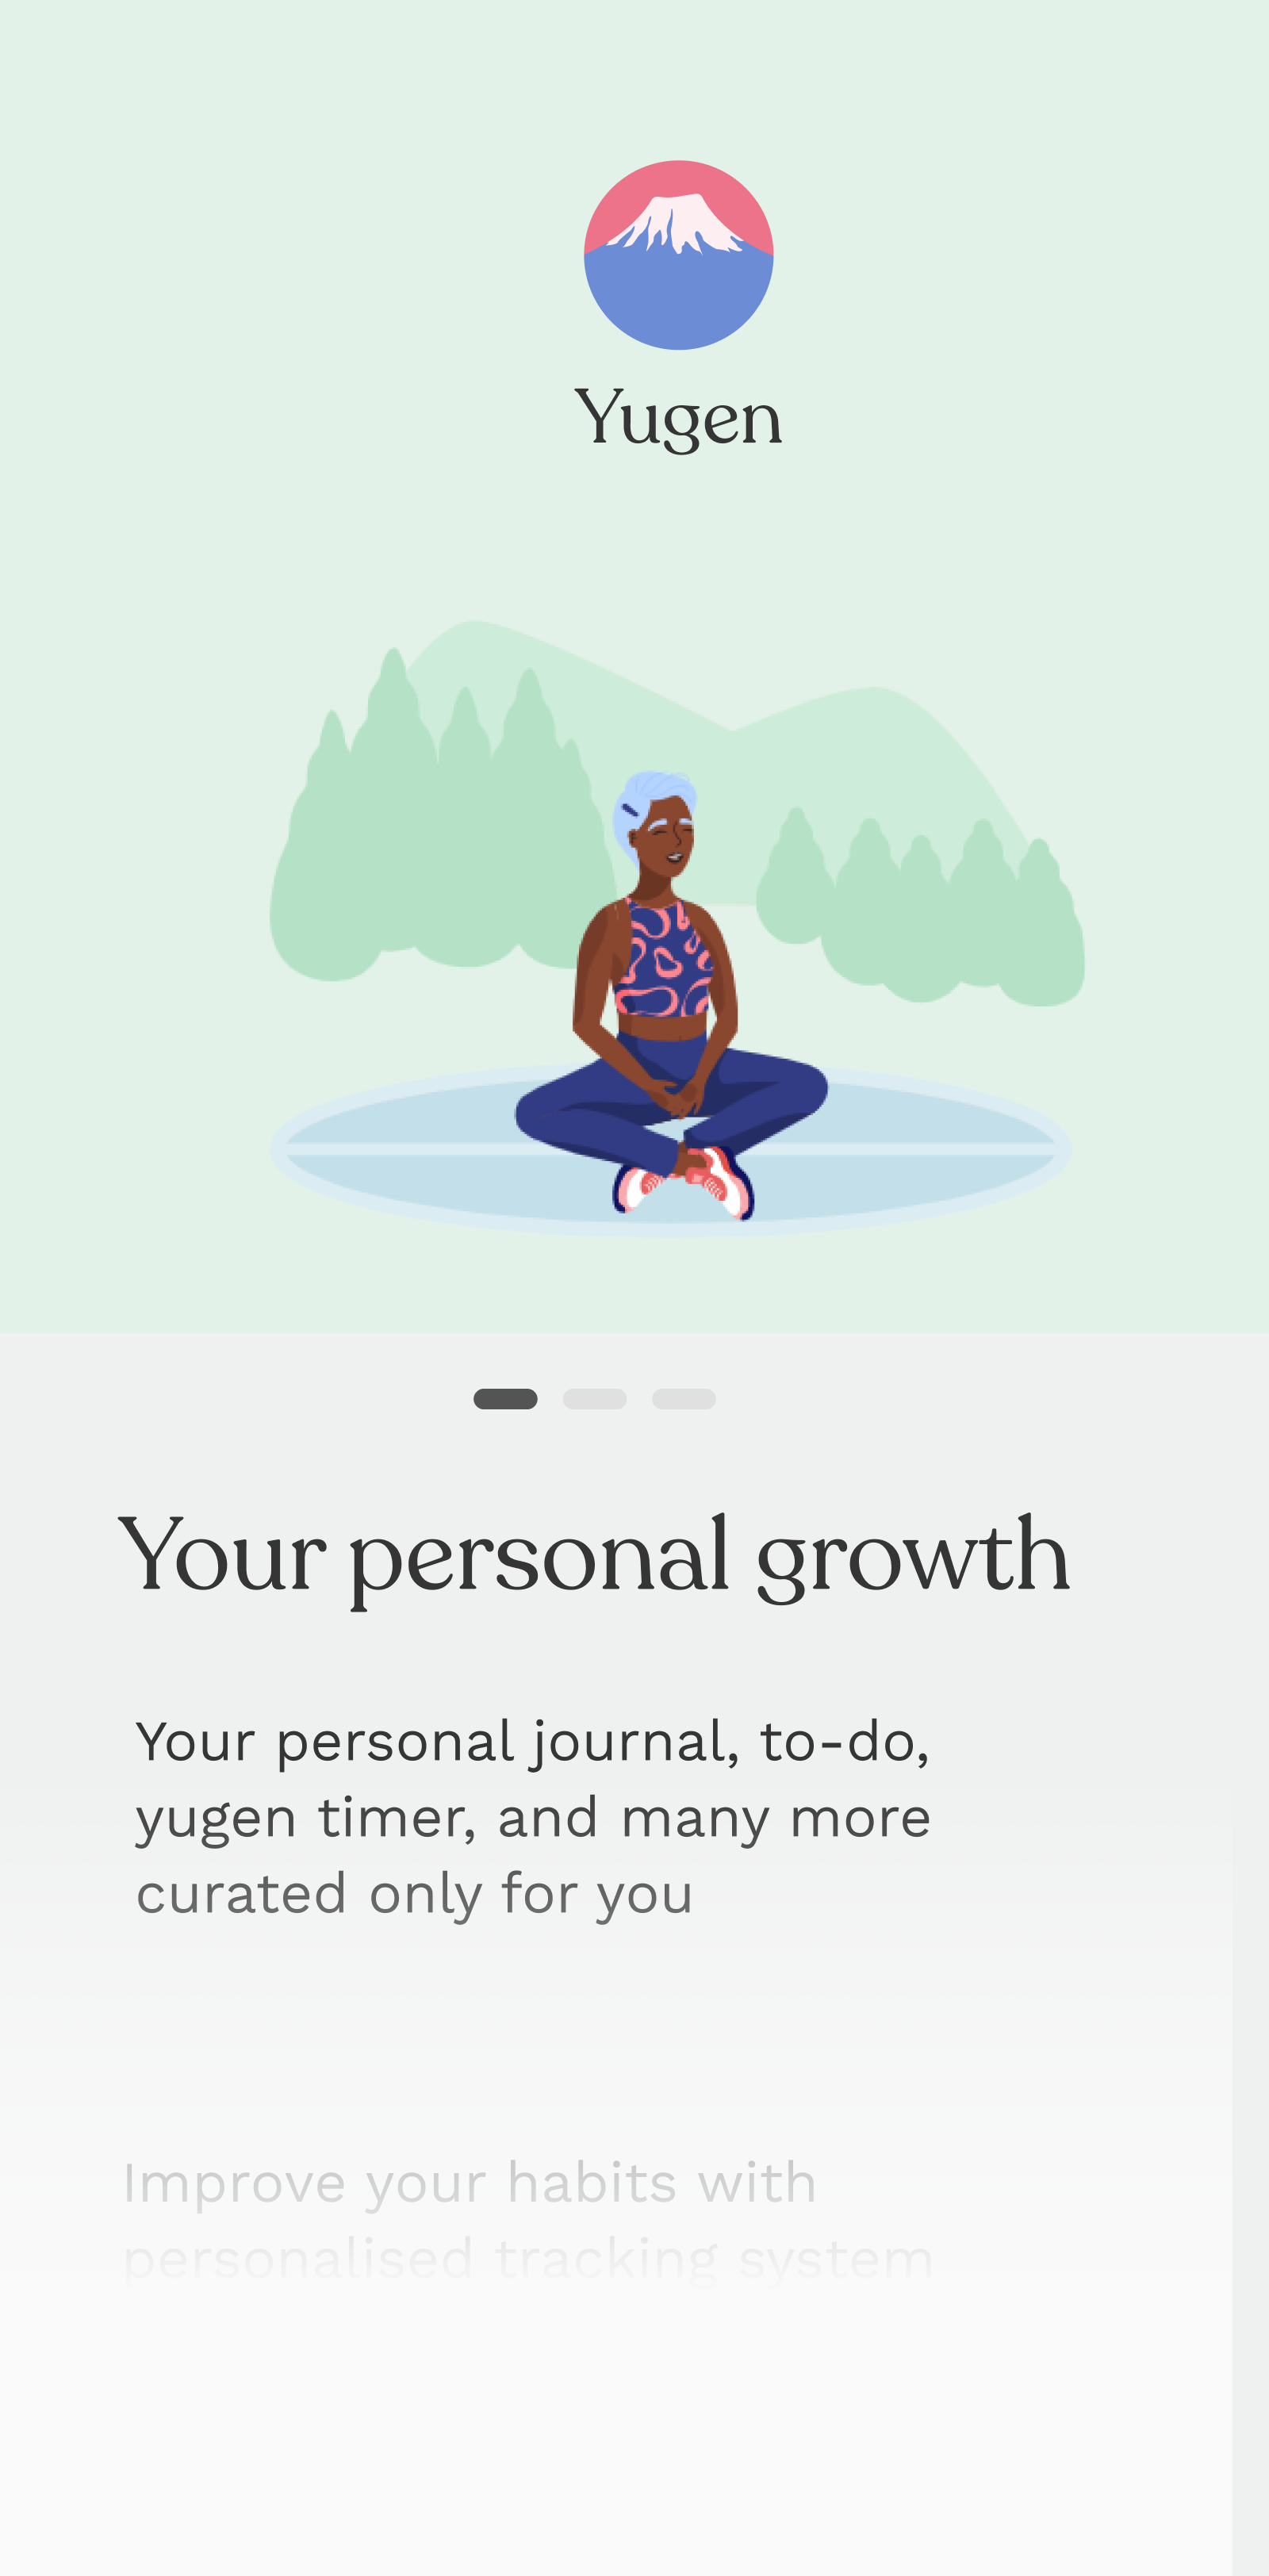 Yugen
Your personal growth
Your personal journal, to-do,
yugen timer, and many more
curated only for you
Improve your habits with
personalised tracking system